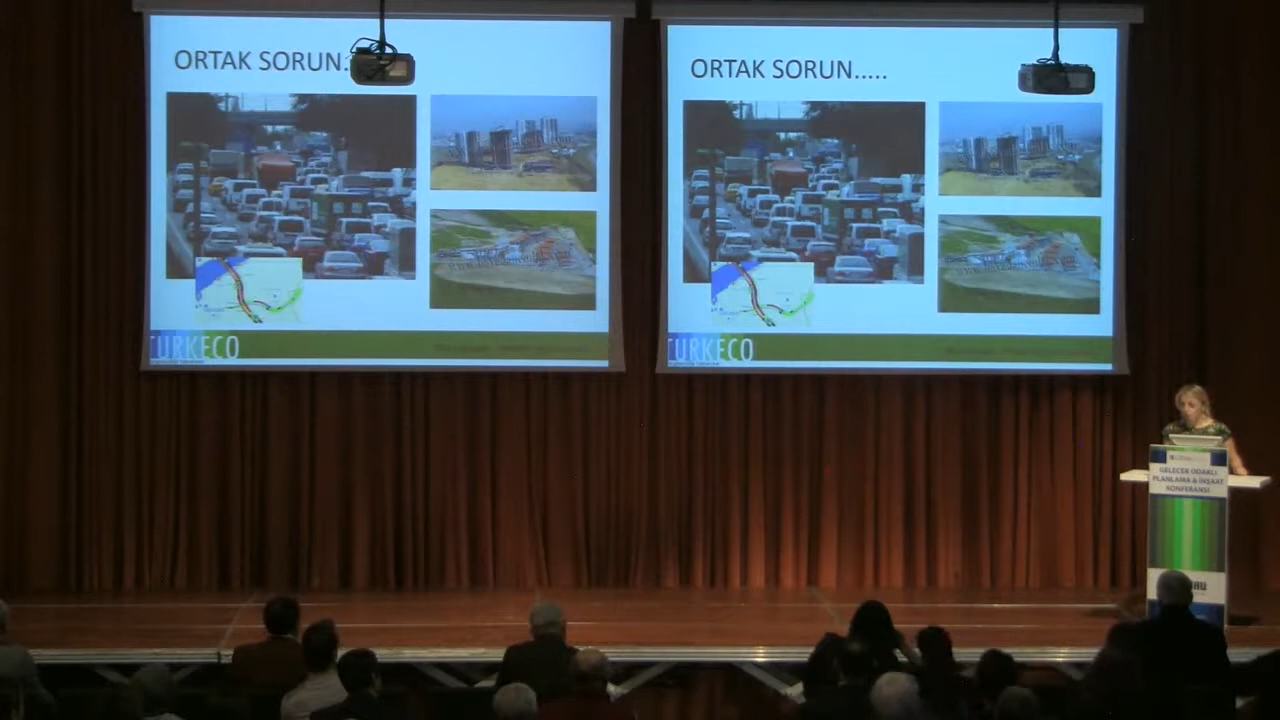 ORTAK SORUN.
ORTAK SORUN.....
TURKECO
TURKECO
GELECEK ODAKLI
PLANLAMA & İNŞAAT
KONFERANSI